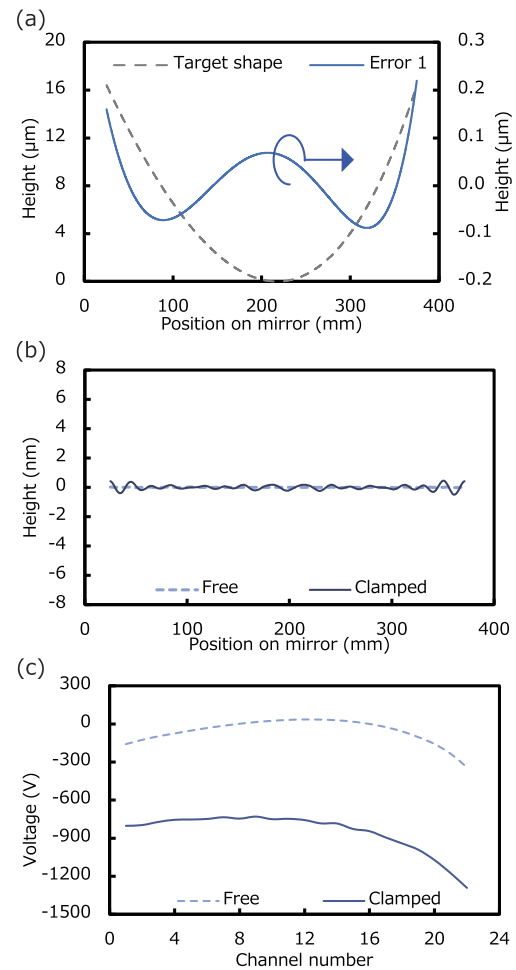 (a)
Target shape
Error 1
20
16
12
8
4
0
Height (μm)
0.3
0.2
0.1
0.0
-0.1
-0.2
Height (μm)
0
100
200
300
400
Position on mirror (mm)
(b)
8
6
4
2
0
-2
-4
-6
-8
Height (nm)
Free
Clamped
0
100
200
300
400
Position on mirror (mm)
(c)
300
0
-300
-600
-900
-1200
-1500
Voltage (V)
Free
Clamped
0
4
8
12
16
20
24
Channel number